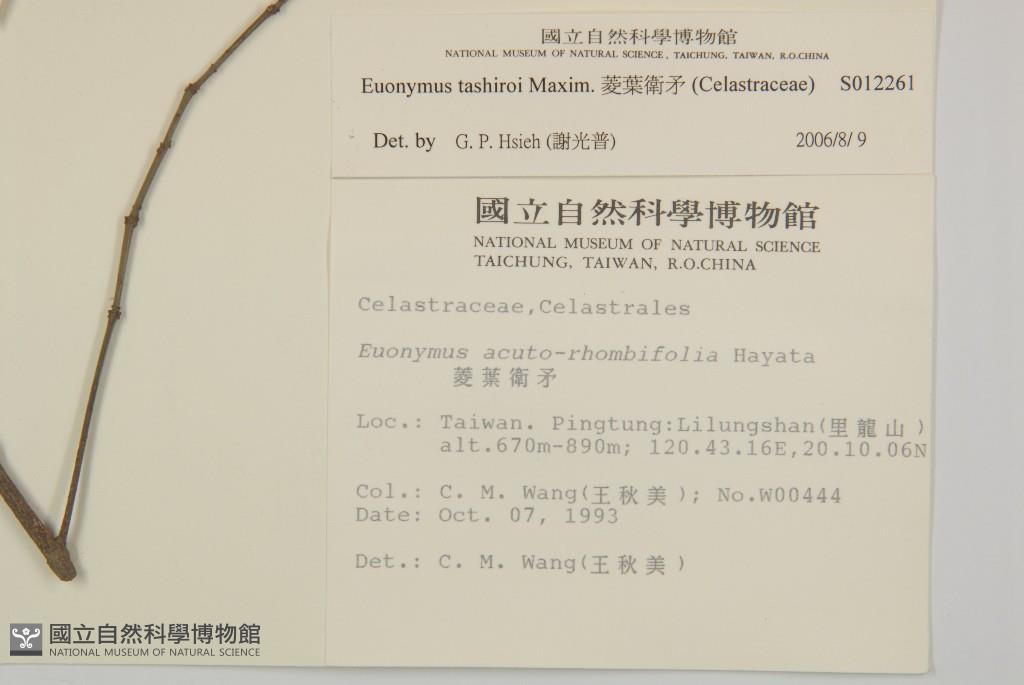 國立自然科學博物館
NATIONAL MUSEUM OF NATURAL SCIENCE, TAICHUNG, TAIWAN, R.O.CHINA
Euonymus tashiroi Maxim. 菱葉衛矛 (Celastraceae) S012261
Det. by G. P. Hsieh (謝光普) 2006/8/ 9
國立自然科學博物館
NATIONAL MUSEUM OF NATURAL SCIENCE
TAICHUNG, TAIWAN, R.O.CHINA
Celastraceae,Celastrales
Euonymus acuto-rhombifolia Hayata
菱葉衛矛
Loc.: Taiwan. Pingtung:Lilungshan(里龍山)
alt.670m-890m; 120.43.16E,20.10.06N
Col.: C. M. Wang(王秋美); No.W00444
Date: Oct. 07, 1993
Det.: C. M. Wang(王秋美)
國立自然科學博物館
NATIONAL MUSEUM OF NATURAL SCIENCE